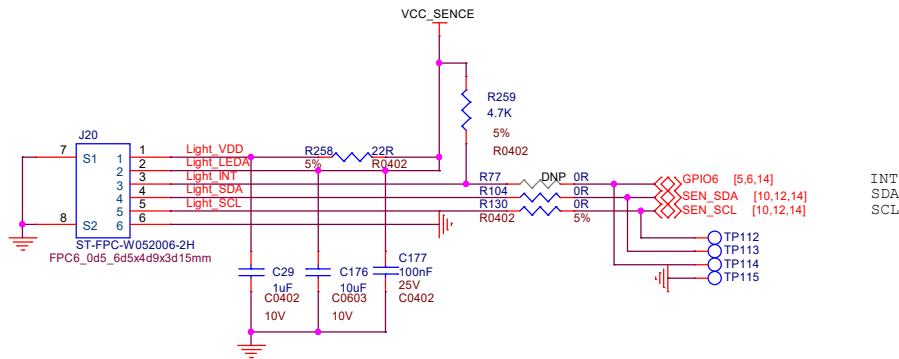 VCC_SENCE
R259
4.7K
5%
R0402
J20
7 S1 1 1 Light_VDD R258 22R
2 2 Light_LEDA 5% R0402
3 3 Light_INT R77 DNP 0R GPIO6 [5,6,14] INT
4 4 Light_SDA R104 0R SEN_SDA [10,12,14] SDA
5 5 Light_SCL R130 0R SEN_SCL [10,12,14] SCL
8 S2 6 6 R0402 5%
ST-FPC-W052006-2H
FPC6_0d5_6d5x4d9x3d15mm
TP112
TP113
TP114
TP115
C29
1uF
C0402
10V
C176
10uF
C0603
10V
C177
100nF
25V
C0402